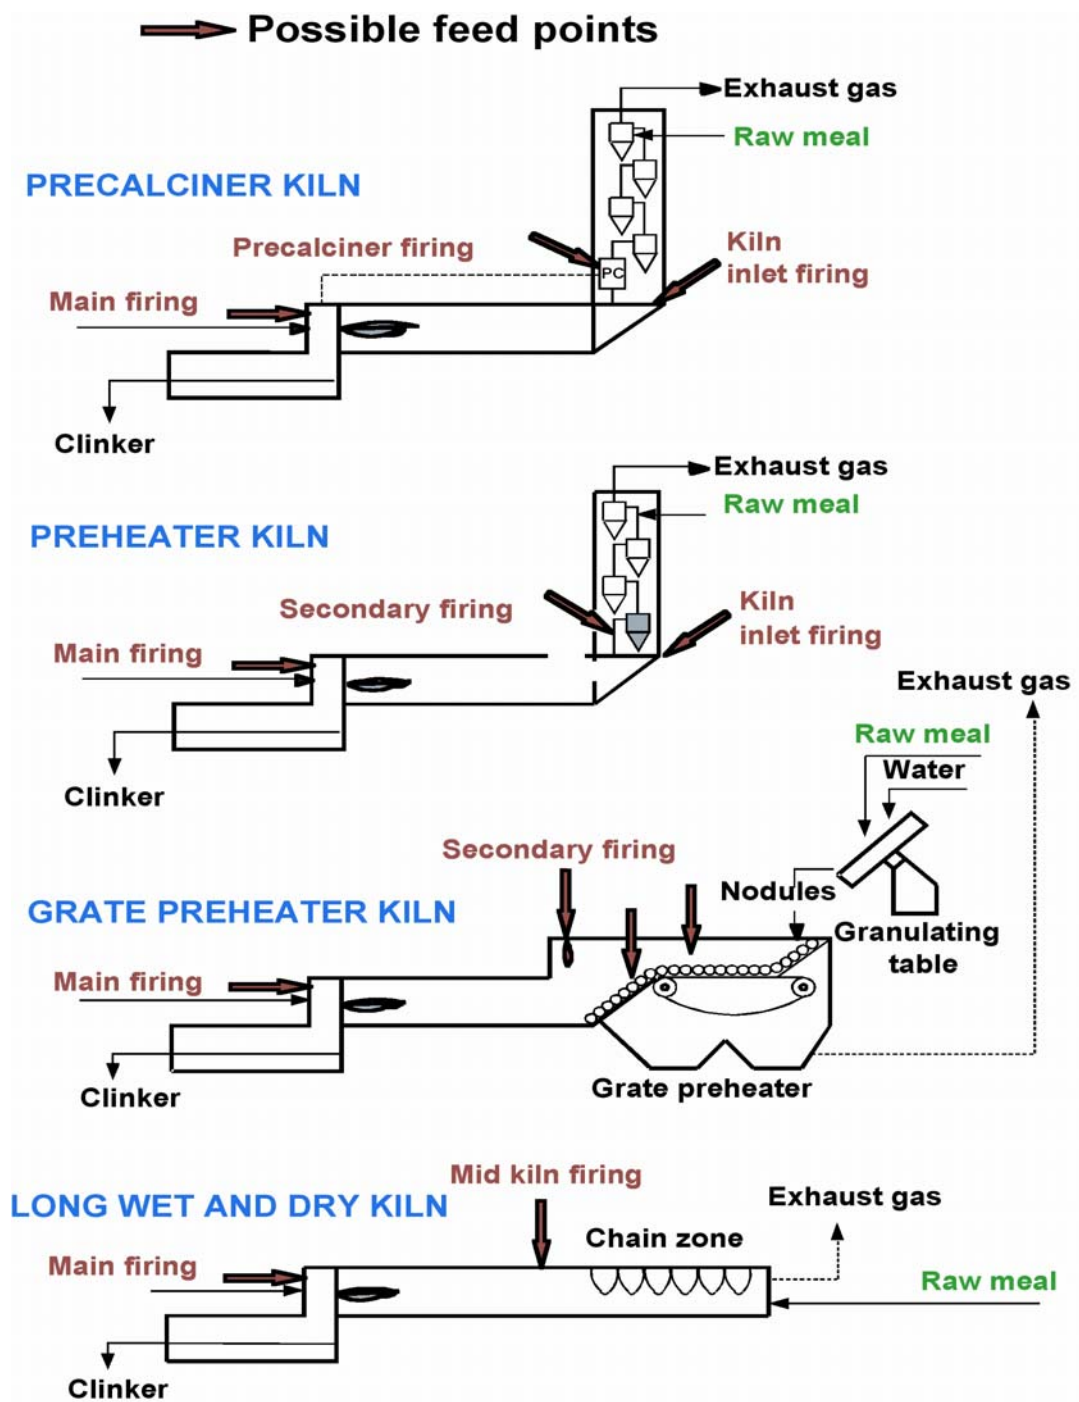 Possible feed points
Exhaust gas
Raw meal
PRECALCINER KILN
Precalciner firing
Kiln
inlet firing
PC
Main firing
Clinker
Exhaust gas
Raw meal
PREHEATER KILN
Secondary firing
Kiln
inlet firing
Main firing
Clinker
Exhaust gas
Raw meal
Water
Secondary firing
Nodules
GRATE PREHEATER KILN
Granulating
table
Main firing
Grate preheater
Clinker
Mid kiln firing
LONG WET AND DRY KILN
Exhaust gas
Chain zone
Main firing
Raw meal
Clinker